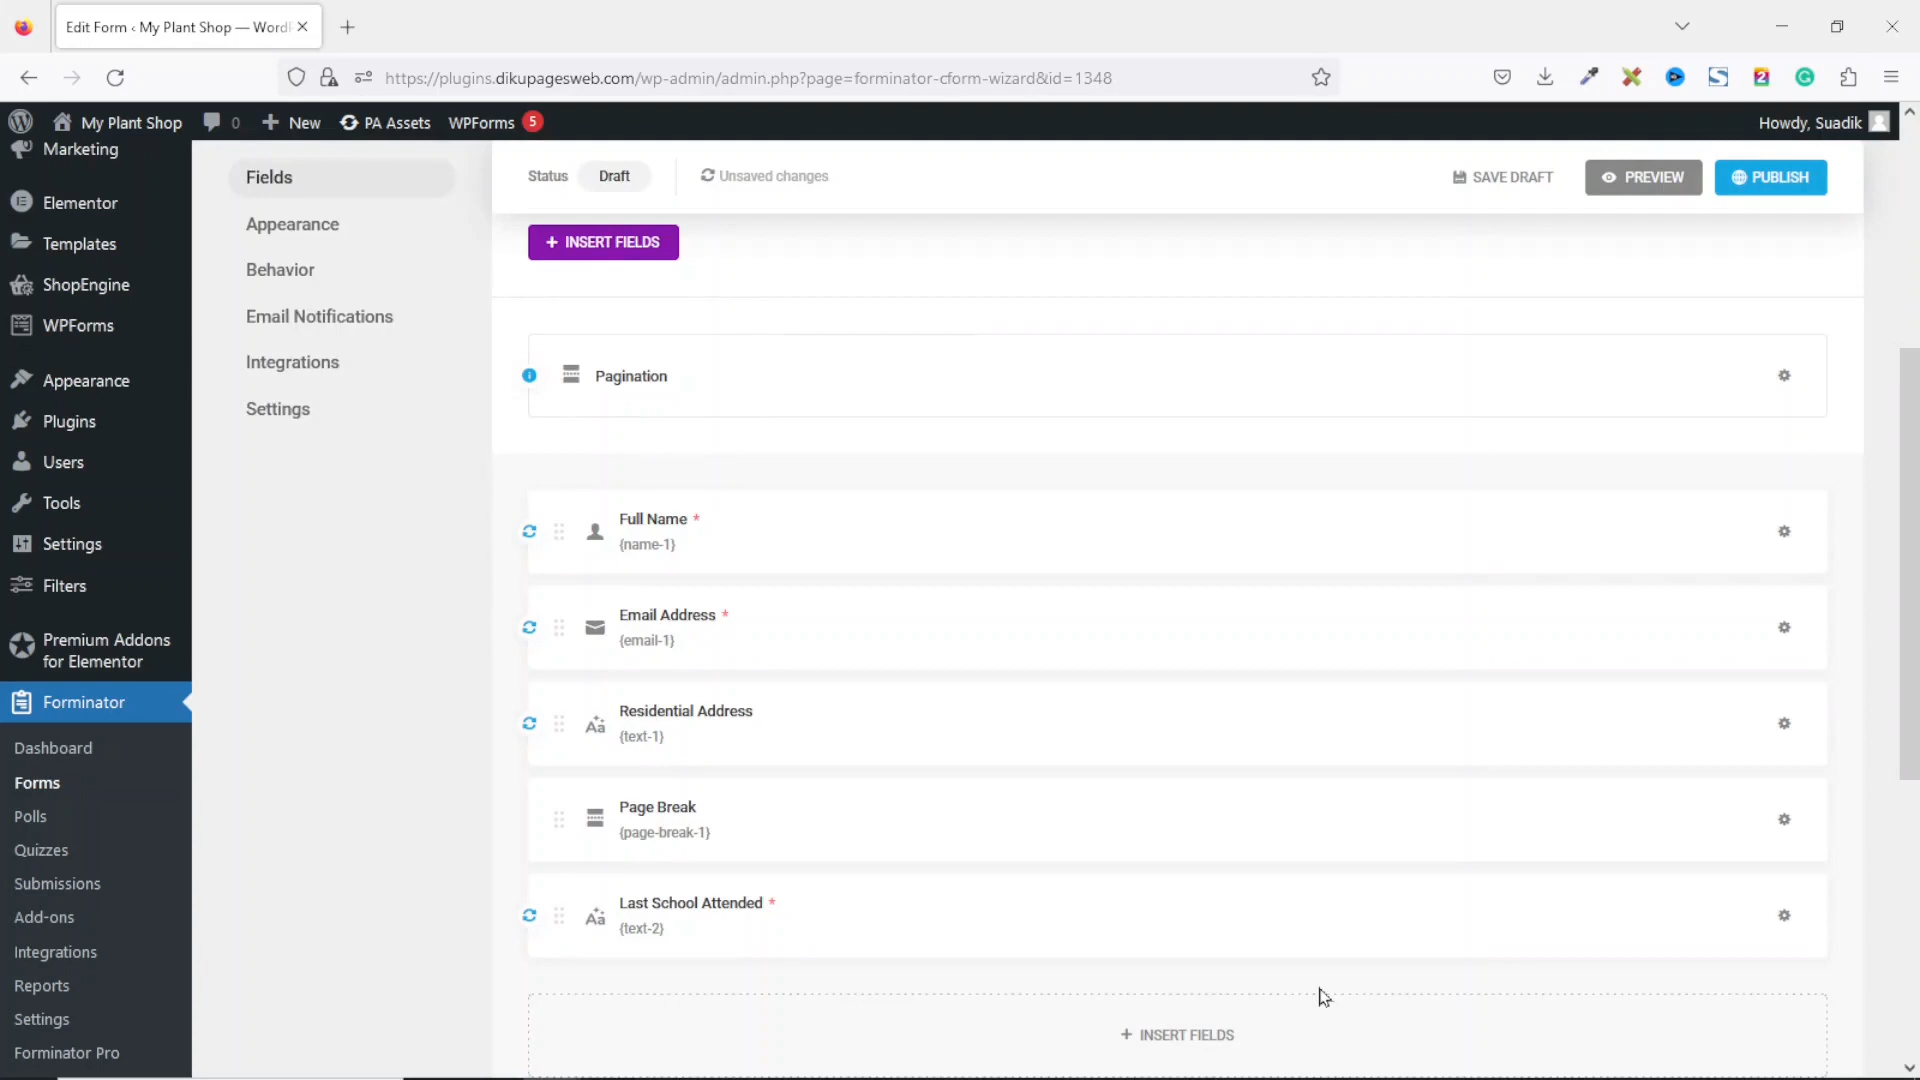 Edit Form ‹ My Plant Shop — Word
https://plugins.dikupagesweb.com/wp-admin/admin.php?page=forminator-cform-wizard&id=1348
My Plant Shop
0
New
PA Assets
WPForms
5
Howdy, Suadik
Marketing
Elementor
Templates
ShopEngine
WPForms
Appearance
Plugins
Users
Tools
Settings
Filters
Premium Addons
for Elementor
Forminator
Dashboard
Forms
Polls
Quizzes
Submissions
Add-ons
Integrations
Reports
Settings
Forminator Pro
Fields
Appearance
Behavior
Email Notifications
Integrations
Settings
Status
Draft
Unsaved changes
SAVE DRAFT
PREVIEW
PUBLISH
+ INSERT FIELDS
Pagination
Full Name *
{name-1}
Email Address *
{email-1}
Residential Address
{text-1}
Page Break
{page-break-1}
Last School Attended *
{text-2}
+ INSERT FIELDS